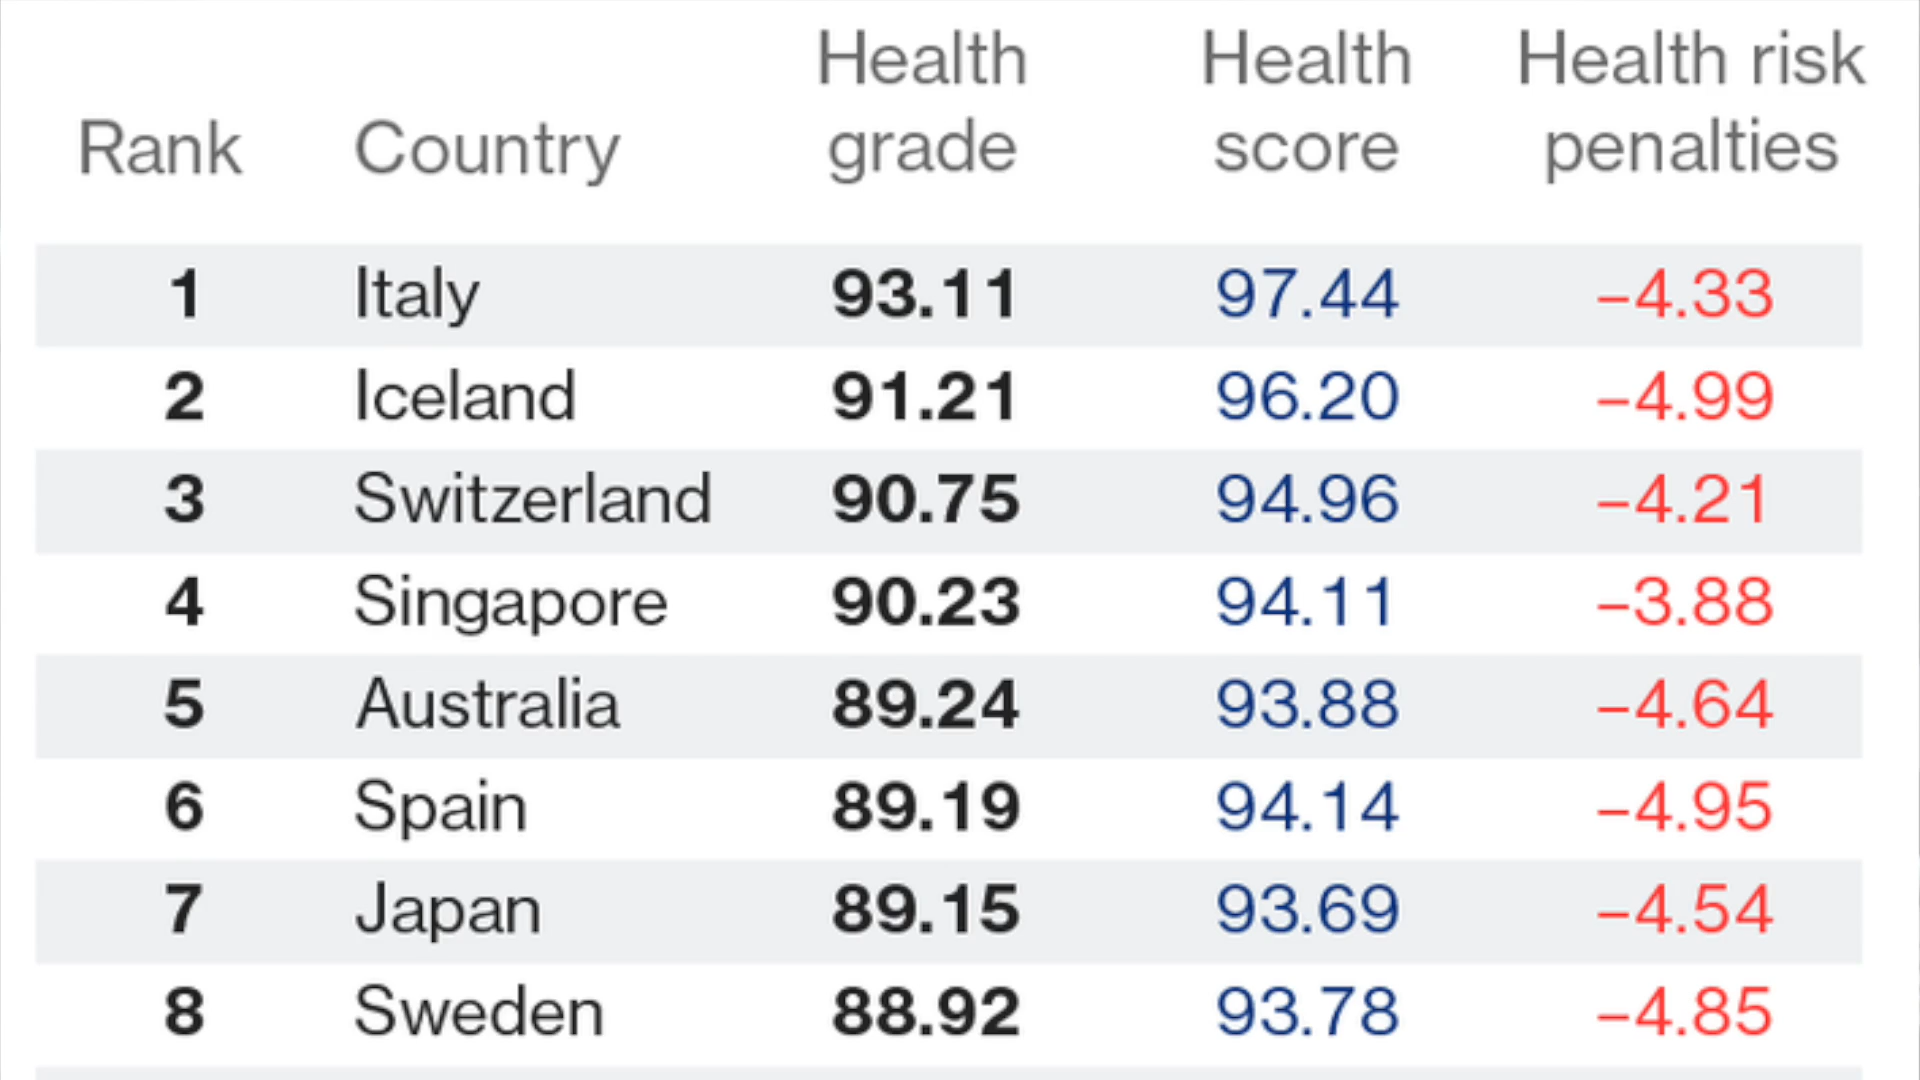 Rank Country Health grade Health score Health risk penalties
1 Italy 93.11 97.44 –4.33
2 Iceland 91.21 96.20 –4.99
3 Switzerland 90.75 94.96 –4.21
4 Singapore 90.23 94.11 –3.88
5 Australia 89.24 93.88 –4.64
6 Spain 89.19 94.14 –4.95
7 Japan 89.15 93.69 –4.54
8 Sweden 88.92 93.78 –4.85